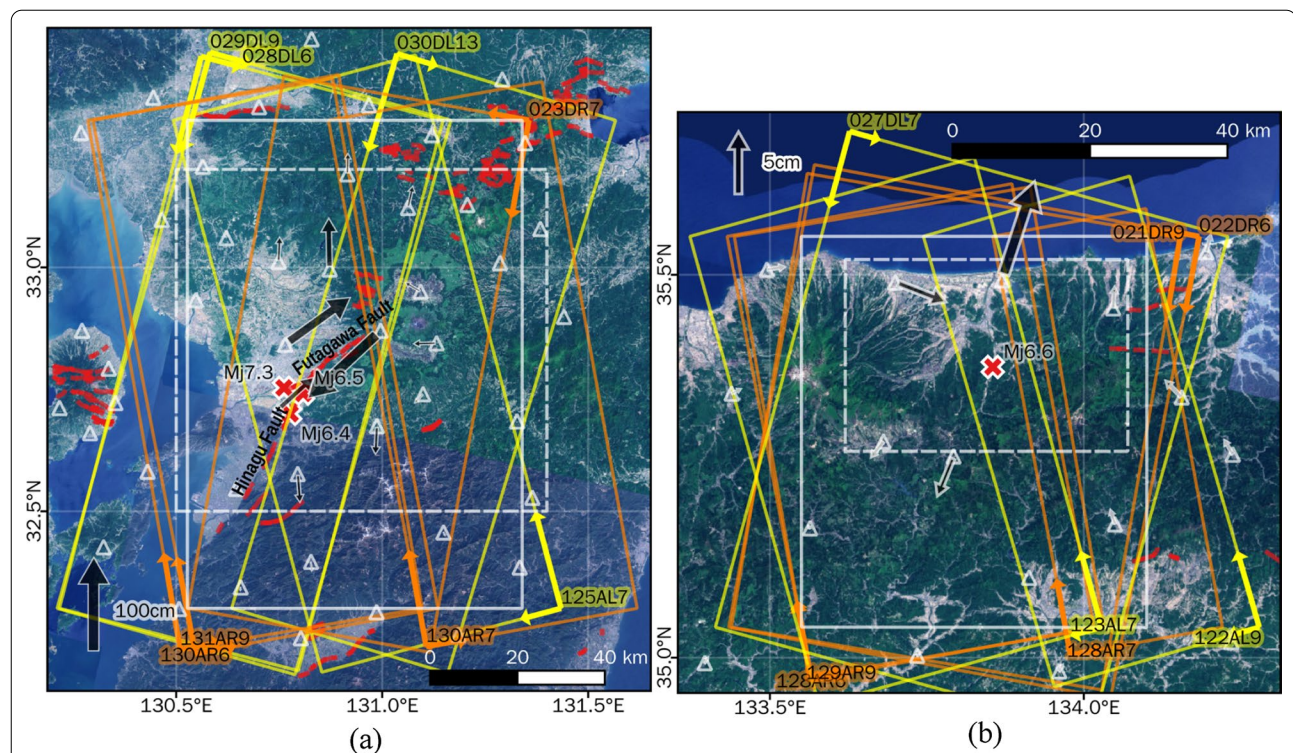 029DL9
028DL6
030DL13
023DR7
33.0°N
32.5°N
Futagawa Fault
Mj7.3
Mj6.5
Mj6.4
Hinagu Fault
100cm
125AL7
131AR9
130AR6
130AR7
0 20 40 km
130.5°E 131.0°E 131.5°E
(a)
027DL7
0 20 40 km
5cm
021DR9
022DR6
35.5°N
Mj6.6
35.0°N
123AL7
122AL9
128AR7
129AR9
133.5°E 134.0°E
(b)